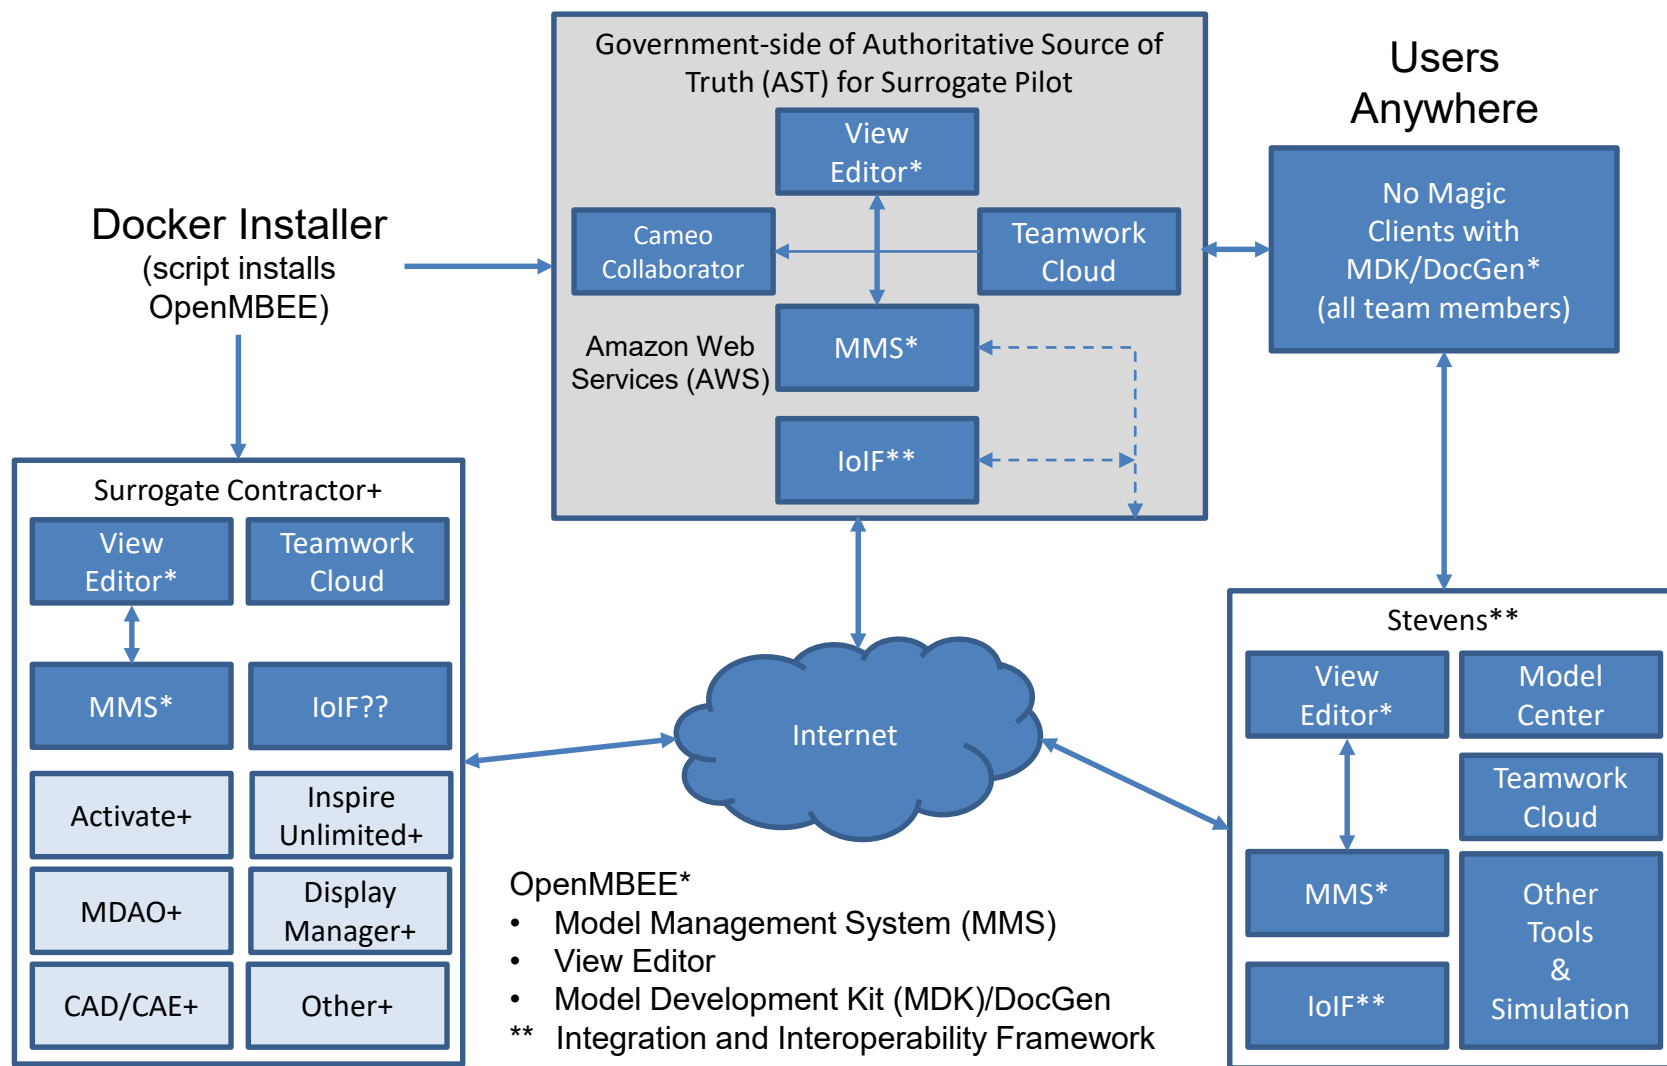 Government-side of Authoritative Source of
Truth (AST) for Surrogate Pilot
View
Editor*
Cameo
Collaborator
Teamwork
Cloud
Amazon Web
Services (AWS)
MMS*
IoIF**
Users
Anywhere
No Magic
Clients with
MDK/DocGen*
(all team members)
Docker Installer
(script installs
OpenMBEE)
Surrogate Contractor+
View
Editor*
Teamwork
Cloud
MMS*
IoIF??
Activate+
Inspire
Unlimited+
MDAO+
Display
Manager+
CAD/CAE+
Other+
Internet
OpenMBEE*
• Model Management System (MMS)
• View Editor
• Model Development Kit (MDK)/DocGen
** Integration and Interoperability Framework
Stevens**
View
Editor*
Model
Center
Teamwork
Cloud
MMS*
IoIF**
Other
Tools
&
Simulation